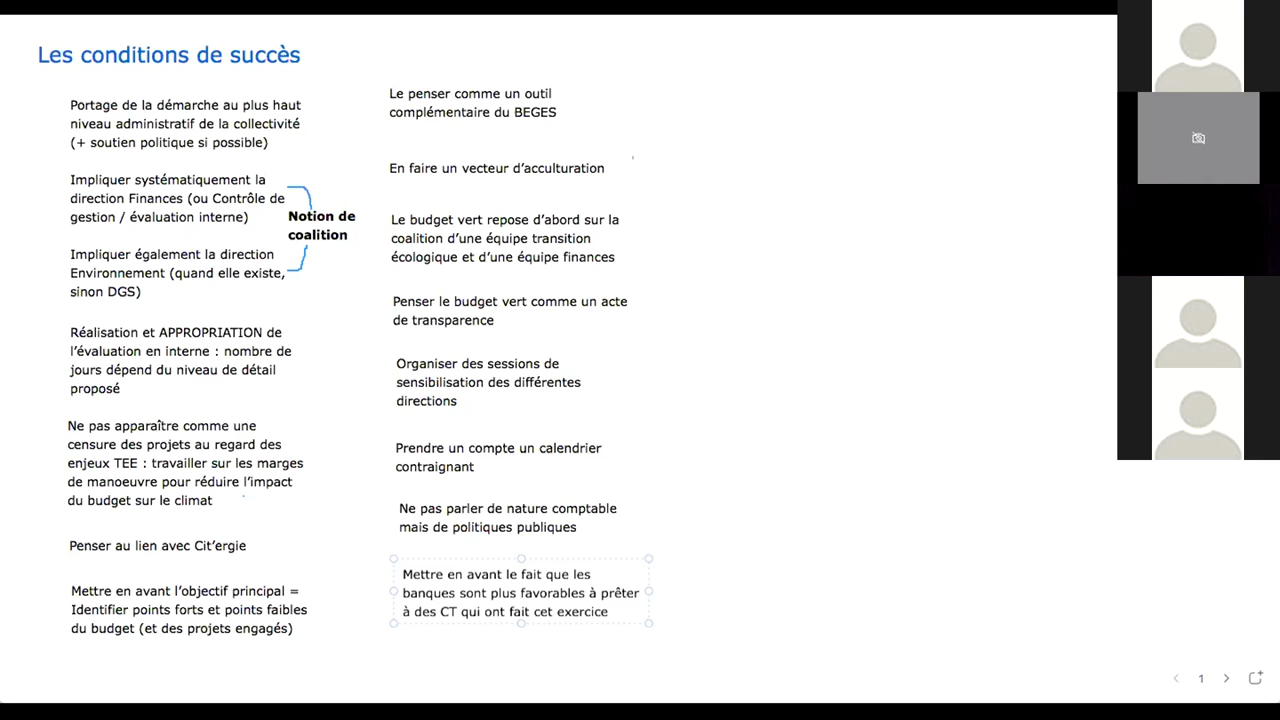 Les conditions de succès
Portage de la démarche au plus haut
niveau administratif de la collectivité
(+ soutien politique si possible)
Impliquer systématiquement la
direction Finances (ou Contrôle de
gestion / évaluation interne)
Notion de
coalition
Impliquer également la direction
Environnement (quand elle existe,
sinon DGS)
Réalisation et APPROPRIATION de
l’évaluation en interne : nombre de
jours dépend du niveau de détail
proposé
Ne pas apparaître comme une
censure des projets au regard des
enjeux TEE : travailler sur les marges
de manoeuvre pour réduire l’impact
du budget sur le climat
Penser au lien avec Cit’ergie
Mettre en avant l’objectif principal =
Identifier points forts et points faibles
du budget (et des projets engagés)
Le penser comme un outil
complémentaire du BEGES
En faire un vecteur d’acculturation
Le budget vert repose d’abord sur la
coalition d’une équipe transition
écologique et d’une équipe finances
Penser le budget vert comme un acte
de transparence
Organiser des sessions de
sensibilisation des différentes
directions
Prendre un compte un calendrier
contraignant
Ne pas parler de nature comptable
mais de politiques publiques
Mettre en avant le fait que les
banques sont plus favorables à prêter
à des CT qui ont fait cet exercice
1